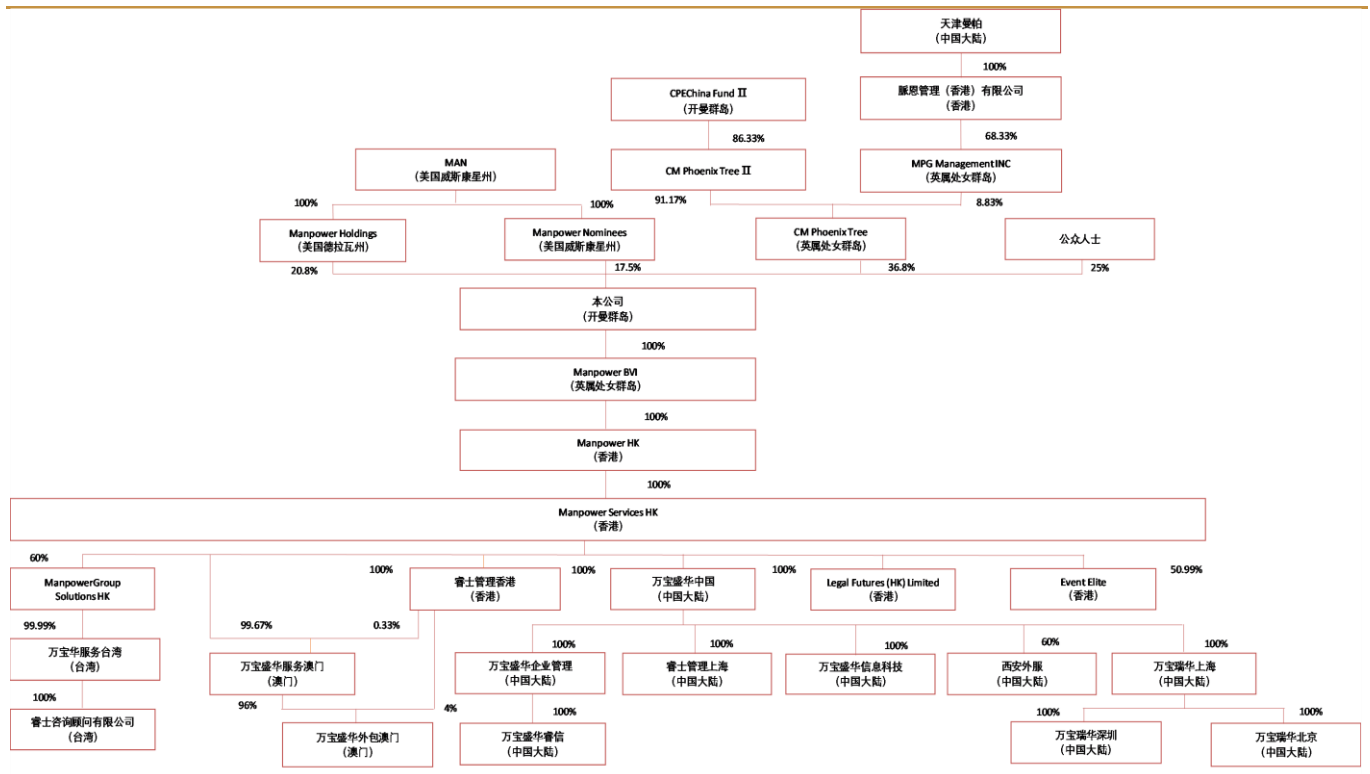 天津曼帕
（中国大陆）
100%
CPEChina Fund Ⅱ
（开曼群岛）
脈恩管理（香港）有限公司
（香港）
86.33%
68.33%
MAN
（美国威斯康星州）
CM Phoenix Tree Ⅱ
MPG Management INC
（英属处女群岛）
100%
100%
91.17%
8.83%
Manpower Holdings
（美国德拉瓦州）
Manpower Nominees
（美国威斯康星州）
CM Phoenix Tree
（英属处女群岛）
公众人士
20.8%
17.5%
36.8%
25%
本公司
（开曼群岛）
100%
Manpower BVI
（英属处女群岛）
100%
Manpower HK
（香港）
100%
Manpower Services HK
（香港）
60%
100%
100%
100%
50.99%
ManpowerGroup
Solutions HK
睿士管理香港
（香港）
万宝盛华中国
（中国大陆）
Legal Futures (HK) Limited
（香港）
Event Elite
（香港）
99.99%
99.67%
0.33%
100%
100%
100%
60%
100%
万宝华服务台湾
（台湾）
万宝盛华服务澳门
（澳门）
万宝盛华企业管理
（中国大陆）
睿士管理上海
（中国大陆）
万宝盛华信息科技
（中国大陆）
西安外服
（中国大陆）
万宝瑞华上海
（中国大陆）
100%
96%
4%
100%
100%
100%
睿士咨询顾问有限公司
（台湾）
万宝盛华外包澳门
（澳门）
万宝盛华睿信
（中国大陆）
万宝瑞华深圳
（中国大陆）
万宝瑞华北京
（中国大陆）